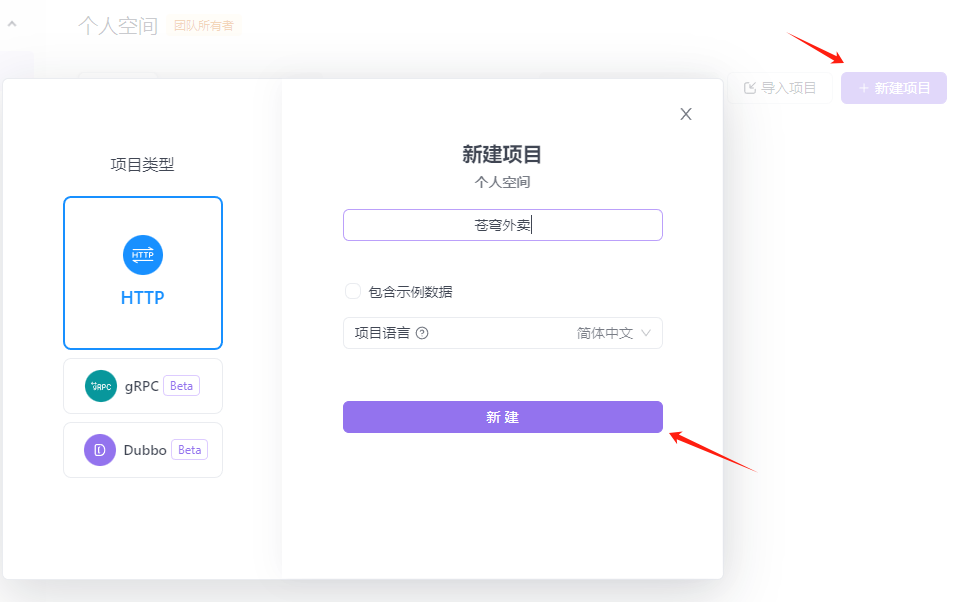 个人空间 团队所有者
导入项目 + 新建项目
项目类型
HTTP
HTTP
gRPC Beta
Dubbo Beta
新建项目
个人空间
苍穹外卖
包含示例数据
项目语言 简体中文
新 建